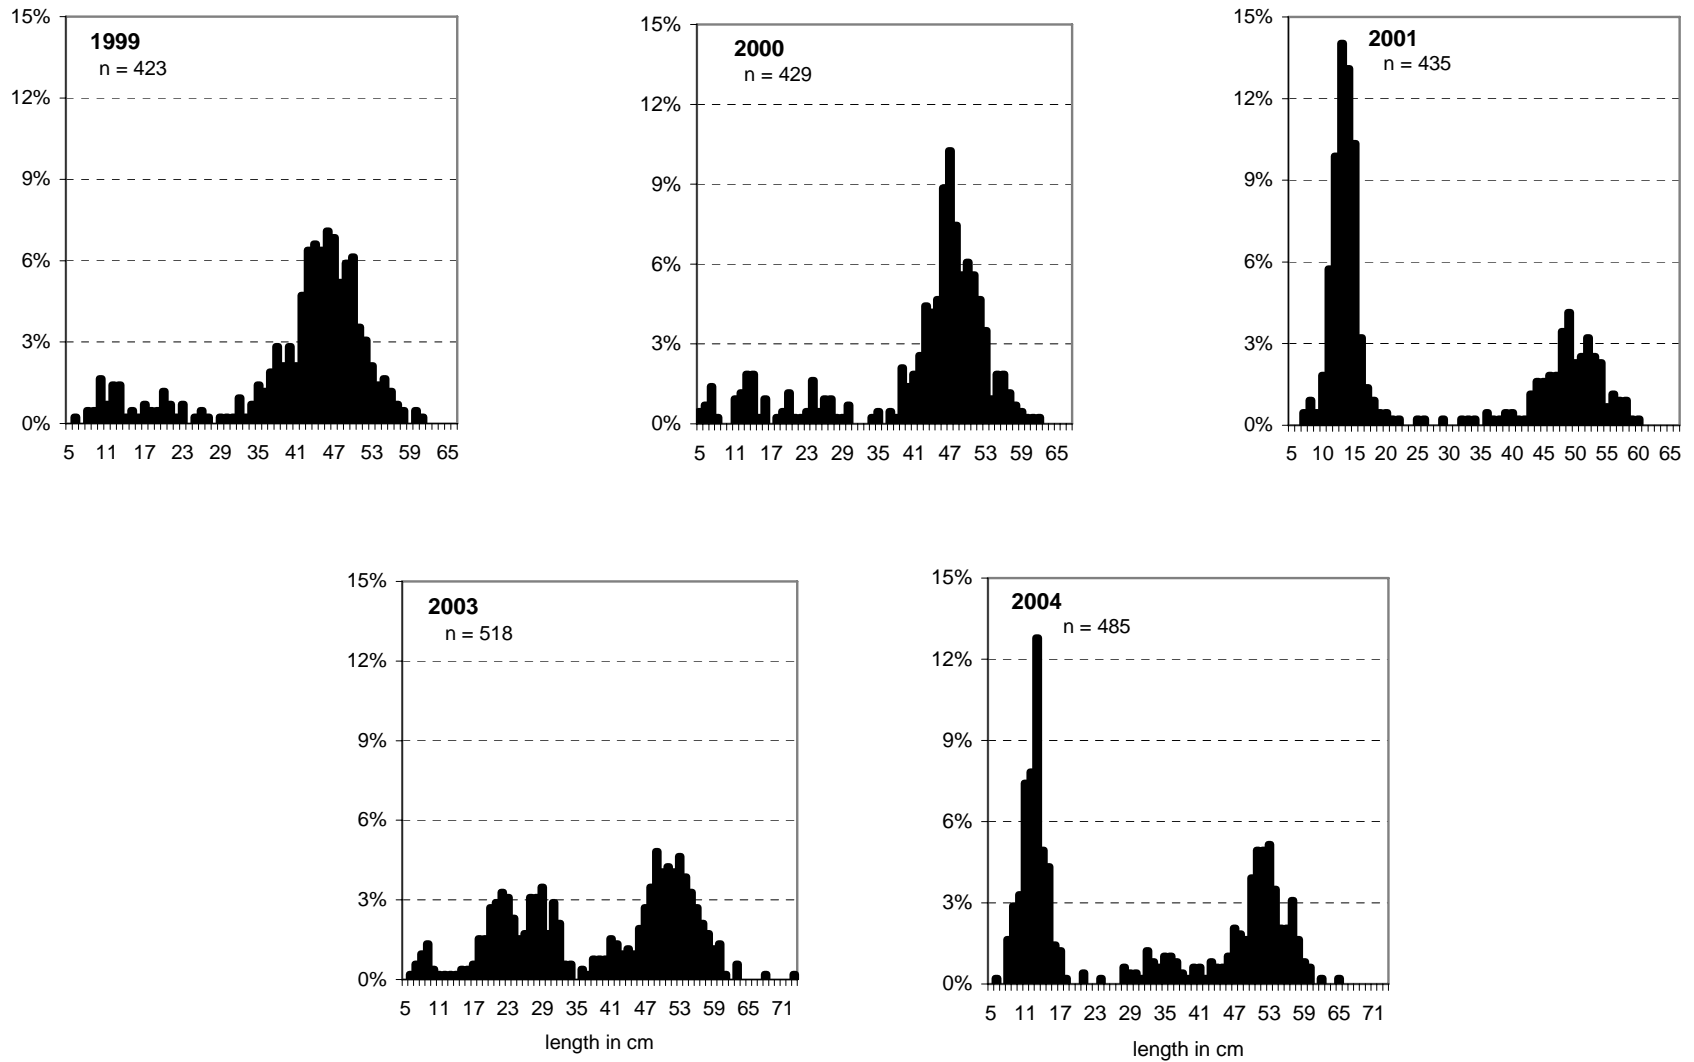 15%
12%
9%
6%
3%
0%
1999
n = 423
5 11 17 23 29 35 41 47 53 59 65
15%
12%
9%
6%
3%
0%
2000
n = 429
5 11 17 23 29 35 41 47 53 59 65
15%
12%
9%
6%
3%
0%
2001
n = 435
5 10 15 20 25 30 35 40 45 50 55 60 65
15%
12%
9%
6%
3%
0%
2003
n = 518
5 11 17 23 29 35 41 47 53 59 65 71
length in cm
15%
12%
9%
6%
3%
0%
2004
n = 485
5 11 17 23 29 35 41 47 53 59 65 71
length in cm